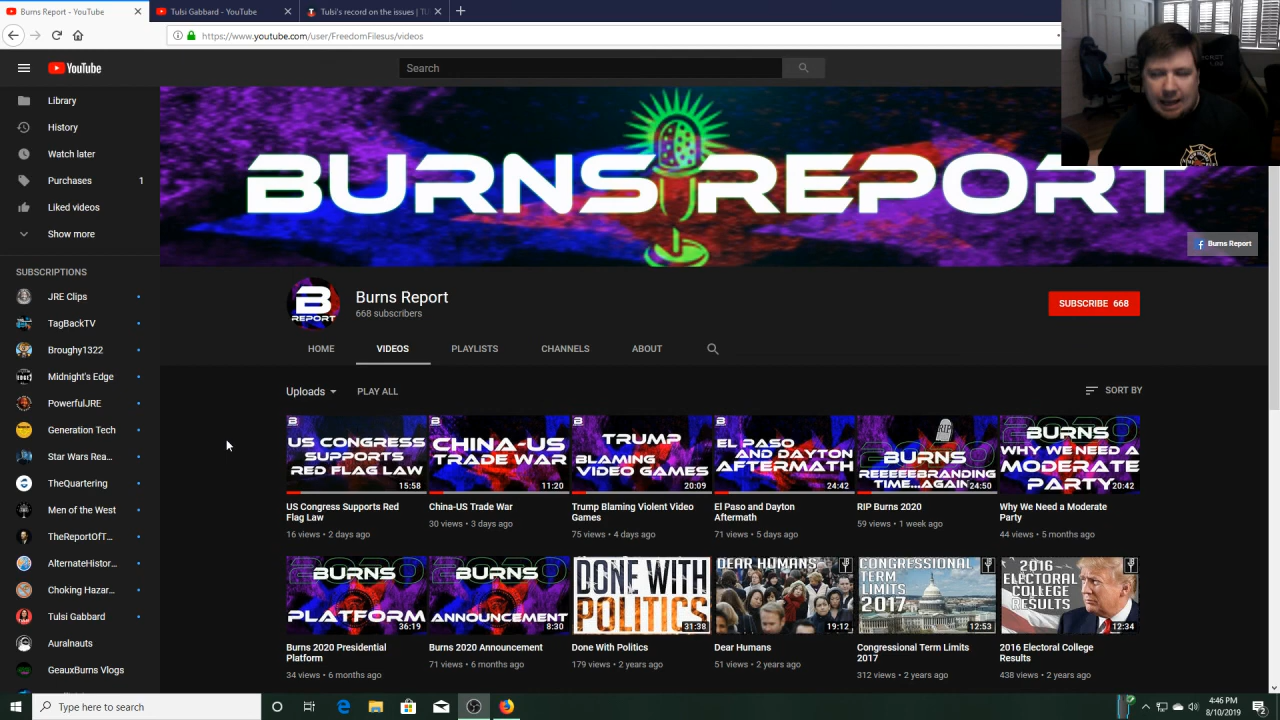 Burns Report - YouTube
Tulsi Gabbard - YouTube
Tulsi's record on the issues | TU
https://www.youtube.com/user/FreedomFilesus/videos
YouTube
Search
Library
History
Watch later
Purchases 1
Liked videos
Show more
SUBSCRIPTIONS
JRE Clips
TagBackTV
Broughy1322
Midnight's Edge
PowerfulJRE
Generation Tech
Star Wars Rea...
TheQuartering
Men of the West
TheReportOfT...
AlternateHistor...
Choking Hazar...
Tulsi Gabbard
Auralnauts
GeauxBurns Vlogs
BURNS REPORT
Burns Report
B
REPORT
Burns Report
668 subscribers
SUBSCRIBE 668
HOME
VIDEOS
PLAYLISTS
CHANNELS
ABOUT
Uploads
PLAY ALL
SORT BY
US CONGRESS
SUPPORTS
RED FLAG LAW
15:58
US Congress Supports Red
Flag Law
16 views • 2 days ago
CHINA-US
TRADE WAR
11:20
China-US Trade War
30 views • 3 days ago
TRUMP
BLAMING
VIDEO GAMES
20:09
Trump Blaming Violent Video
Games
75 views • 4 days ago
EL PASO
AND DAYTON
AFTERMATH
24:42
El Paso and Dayton
Aftermath
71 views • 5 days ago
RIP
2020
BURNS
REEEEBRANDING
TIME...AGAIN
24:50
RIP Burns 2020
59 views • 1 week ago
2020
BURNS
WHY WE NEED A
MODERATE
PARTY
20:42
Why We Need a Moderate
Party
44 views • 5 months ago
2020
BURNS
PLATFORM
36:19
Burns 2020 Presidential
Platform
34 views • 6 months ago
2020
BURNS
ANNOUNCEMENT
8:30
Burns 2020 Announcement
71 views • 6 months ago
DONE WITH
POLITICS
31:38
Done With Politics
179 views • 2 years ago
DEAR HUMANS
19:12
Dear Humans
51 views • 2 years ago
CONGRESSIONAL
TERM
LIMITS
2017
12:53
Congressional Term Limits
2017
312 views • 2 years ago
2016
ELECTORAL
COLLEGE
RESULTS
12:34
2016 Electoral College
Results
438 views • 2 years ago
Type here to search
4:46 PM
8/10/2019
2